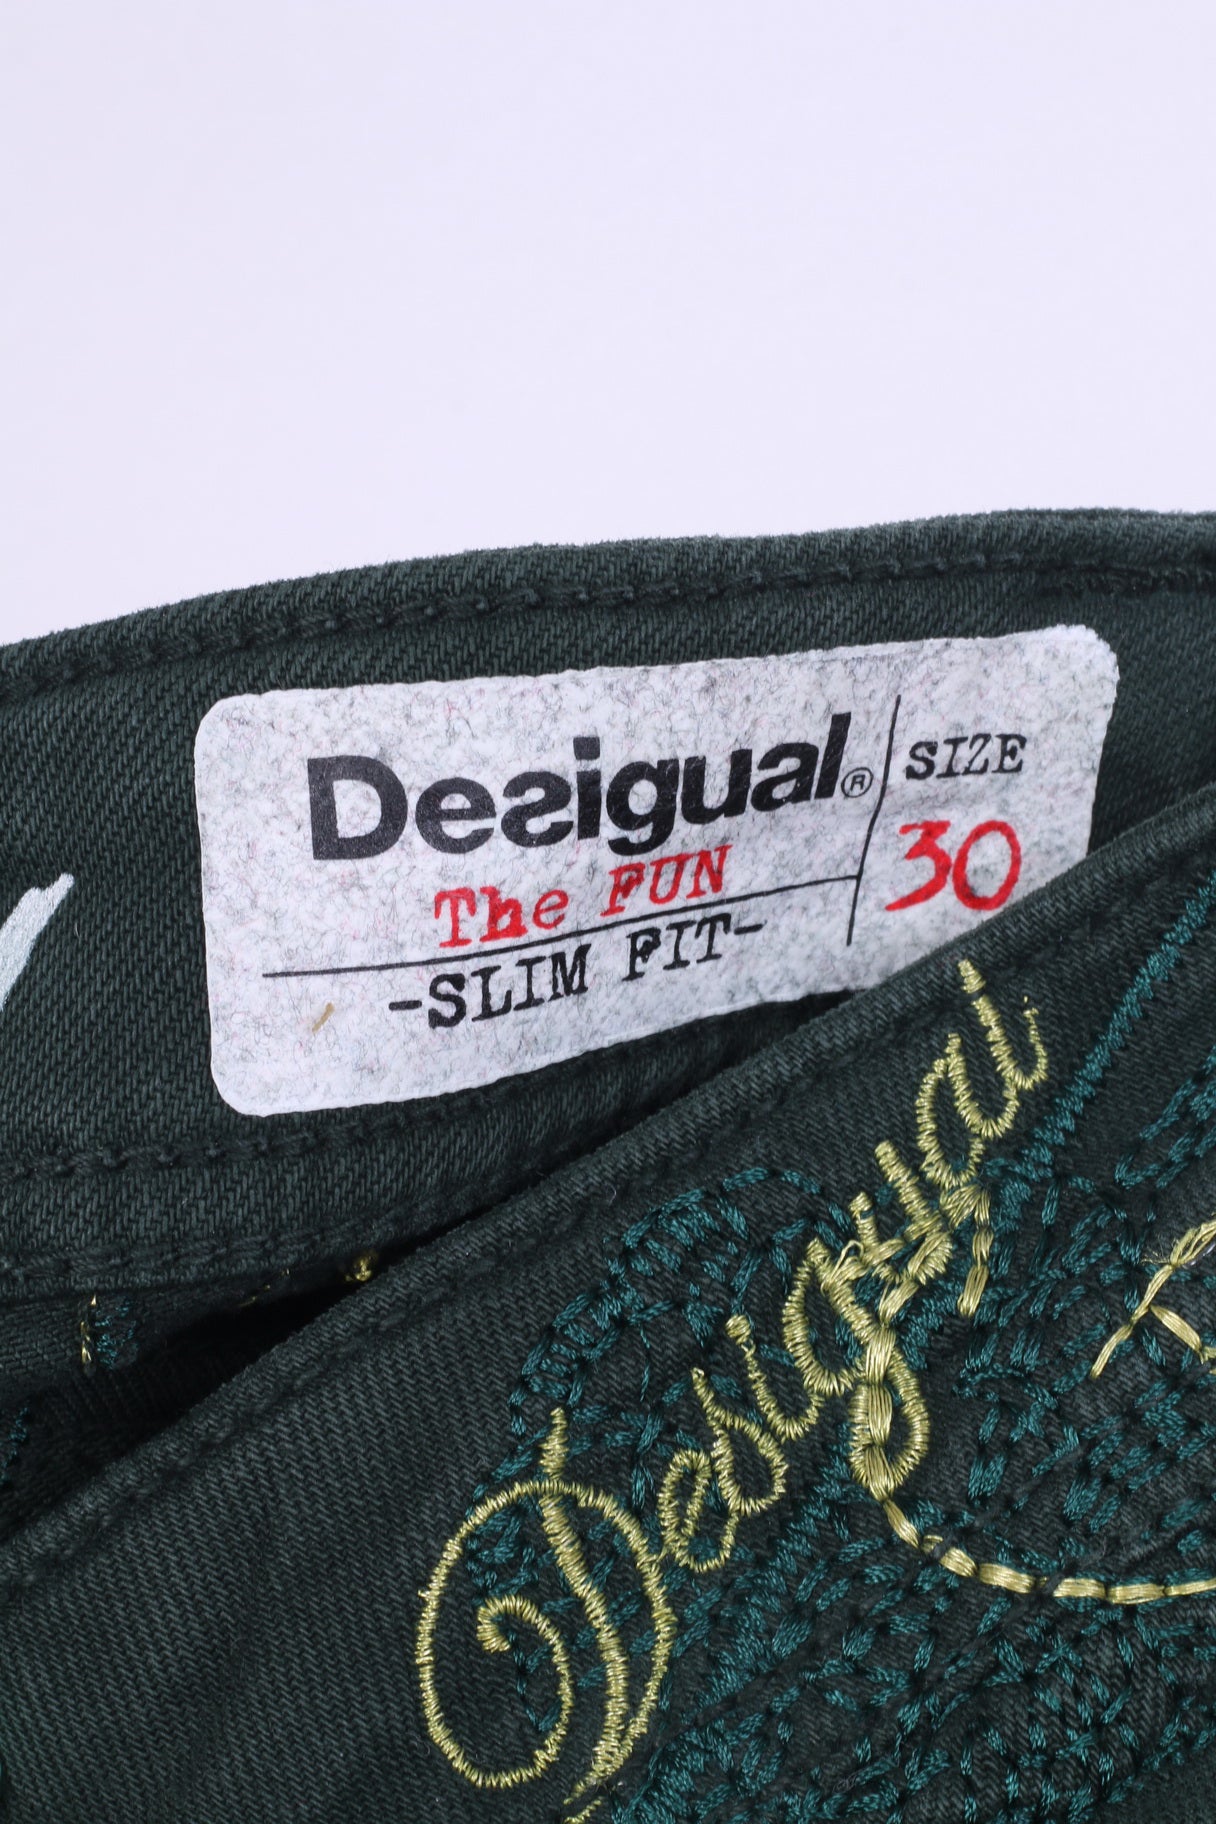 Desigual®
The FUN
-SLIM FIT-
SIZE
30
Desigual